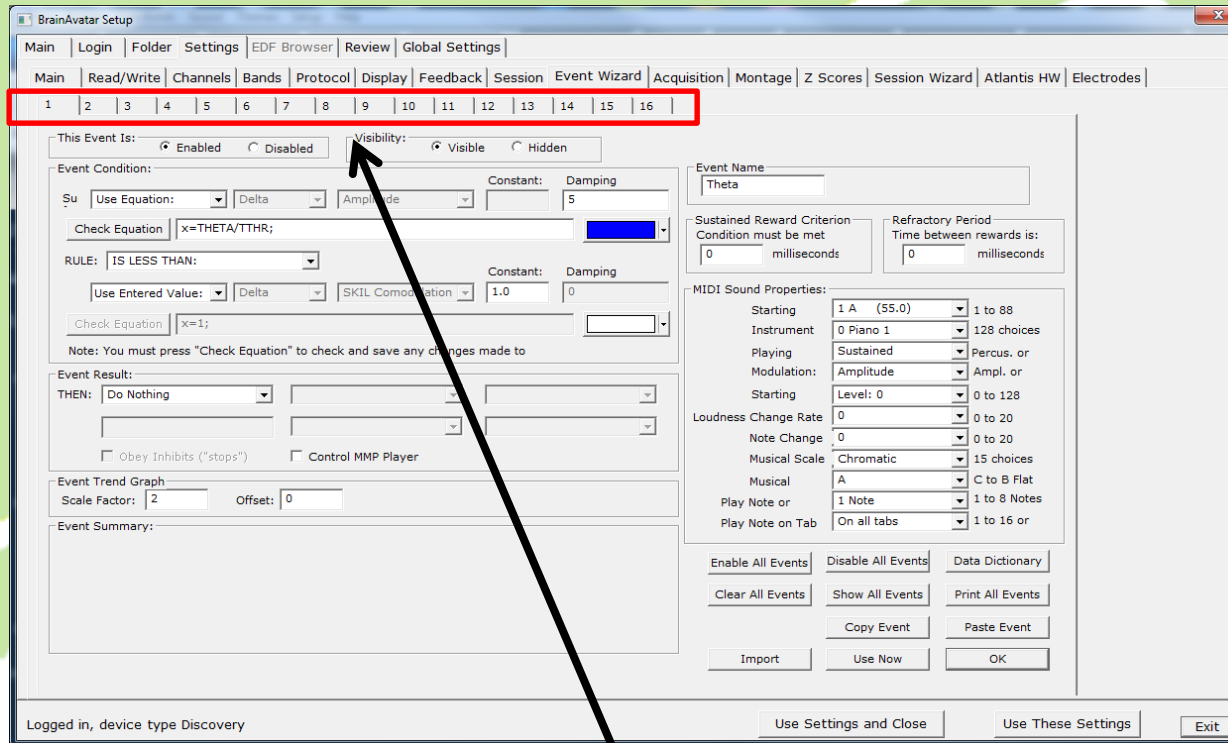 BrainAvatar Setup
Main Login Folder Settings EDF Browser Review Global Settings
Main Read/Write Channels Bands Protocol Display Feedback Session Event Wizard Acquisition Montage Z Scores Session Wizard Atlantis HW Electrodes
1 2 3 4 5 6 7 8 9 10 11 12 13 14 15 16
This Event Is: Enabled Disabled
Visibility: Visible Hidden
Event Condition:
Constant: Damping
Su Use Equation: Delta Amplitude 5
Check Equation x=THETA/TTHR;
RULE: IS LESS THAN:
Constant: Damping
Use Entered Value: Delta SKIL Comodulation 1.0 0
Check Equation x=1;
Note: You must press "Check Equation" to check and save any changes made to
Event Result:
THEN: Do Nothing
Obey Inhibits ("stops") Control MMP Player
Event Trend Graph
Scale Factor: 2 Offset: 0
Event Summary:
Event Name
Theta
Sustained Reward Criterion
Condition must be met
0 milliseconds
Refractory Period
Time between rewards is:
0 milliseconds
MIDI Sound Properties:
Starting 1 A (55.0) 1 to 88
Instrument 0 Piano 1 128 choices
Playing Sustained Percus. or
Modulation: Amplitude Ampl. or
Starting Level: 0 0 to 128
Loudness Change Rate 0 0 to 20
Note Change 0 0 to 20
Musical Scale Chromatic 15 choices
Musical A C to B Flat
Play Note or 1 Note 1 to 8 Notes
Play Note on Tab On all tabs 1 to 16 or
Enable All Events Disable All Events Data Dictionary
Clear All Events Show All Events Print All Events
Copy Event Paste Event
Import Use Now OK
Logged in, device type Discovery
Use Settings and Close Use These Settings Exit